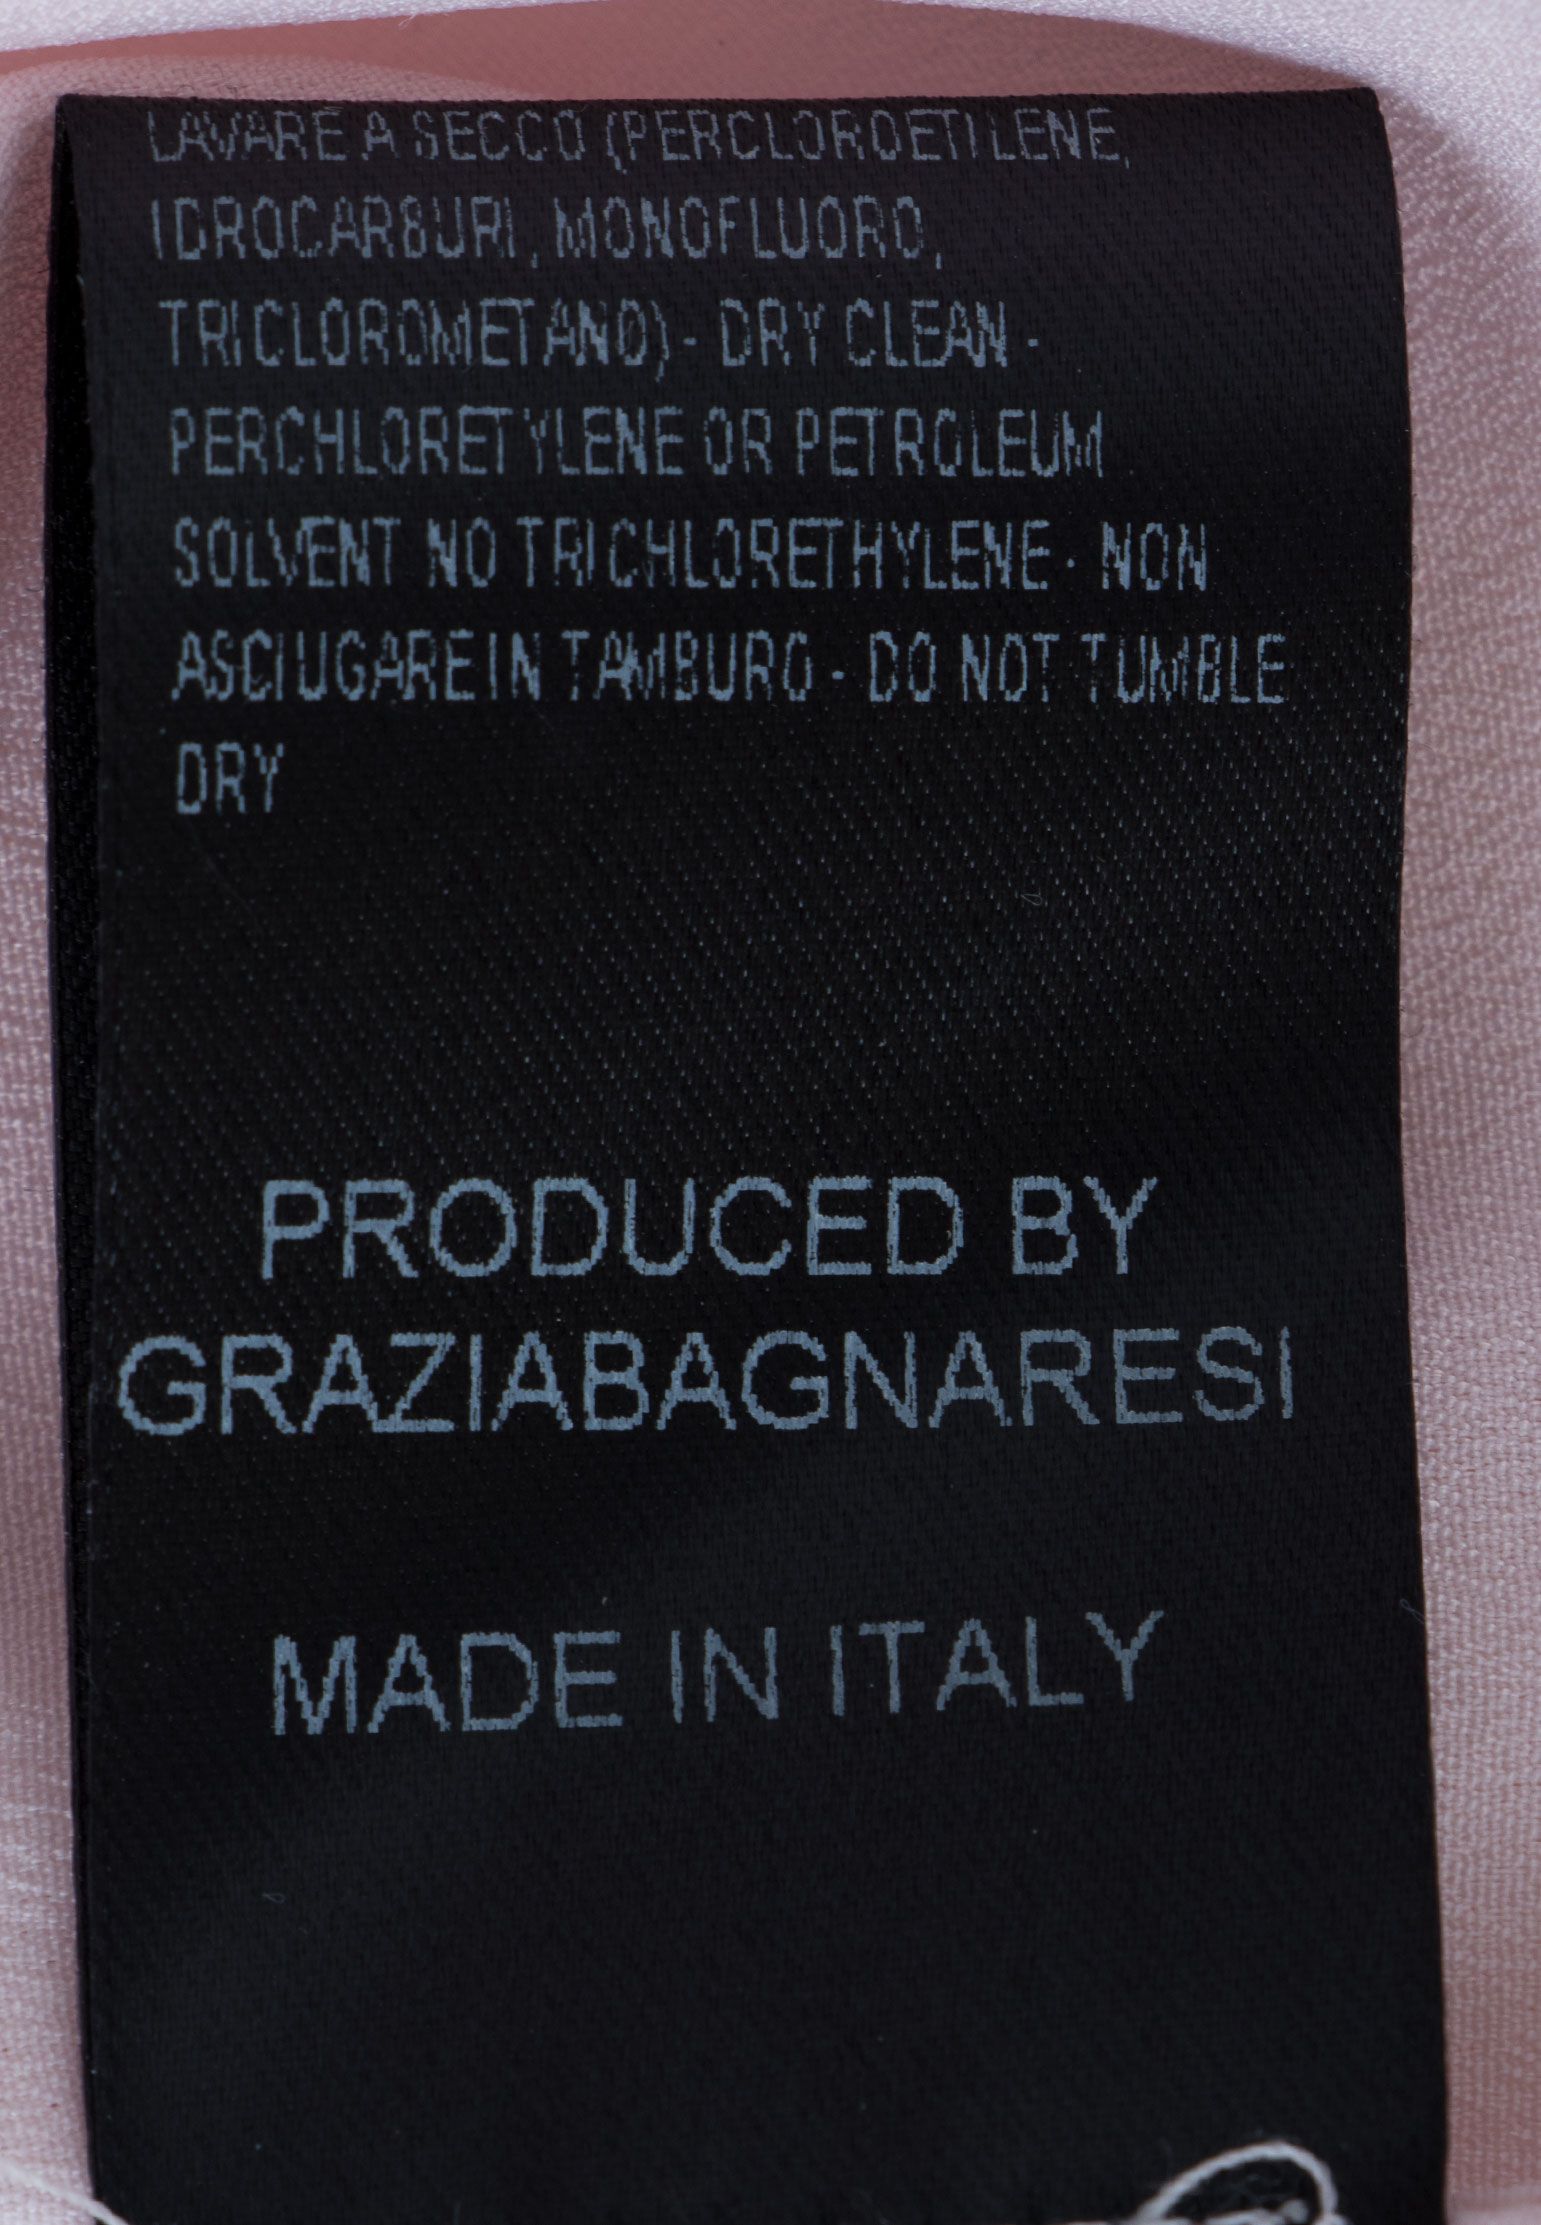 LAVARE A SECCO (PERCLOROETILENE,
IDROCARBURI, MONOFLUORO,
TRICLOROMETANO) - DRY CLEAN -
PERCHLORETYLENE OR PETROLEUM
SOLVENT NO TRICHLORETHYLENE - NON
ASCIUGARE IN TAMBURO - DO NOT TUMBLE
DRY
PRODUCED BY
GRAZIABAGNARESI
MADE IN ITALY